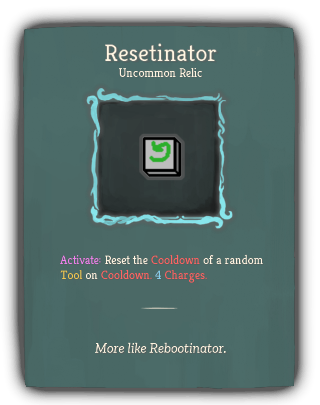 Resetinator
Uncommon Relic
Activate: Reset the Cooldown of a random
Tool on Cooldown. 4 Charges.
More like Rebootinator.